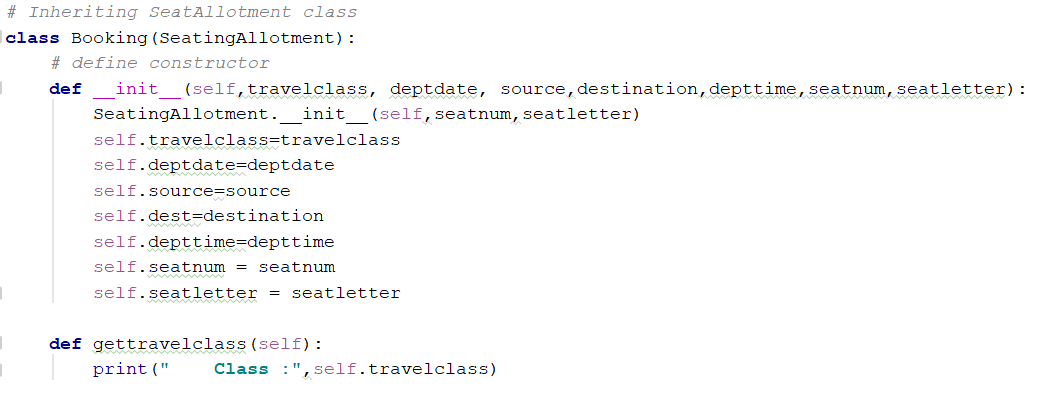 # Inheriting SeatAllotment class
class Booking(SeatingAllotment):
    # define constructor
    def __init__(self,travelclass, deptdate, source,destination,depttime,seatnum,seatletter):
        SeatingAllotment.__init__(self,seatnum,seatletter)
        self.travelclass=travelclass
        self.deptdate=deptdate
        self.source=source
        self.dest=destination
        self.depttime=depttime
        self.seatnum = seatnum
        self.seatletter = seatletter

    def gettravelclass(self):
        print("    Class :",self.travelclass)